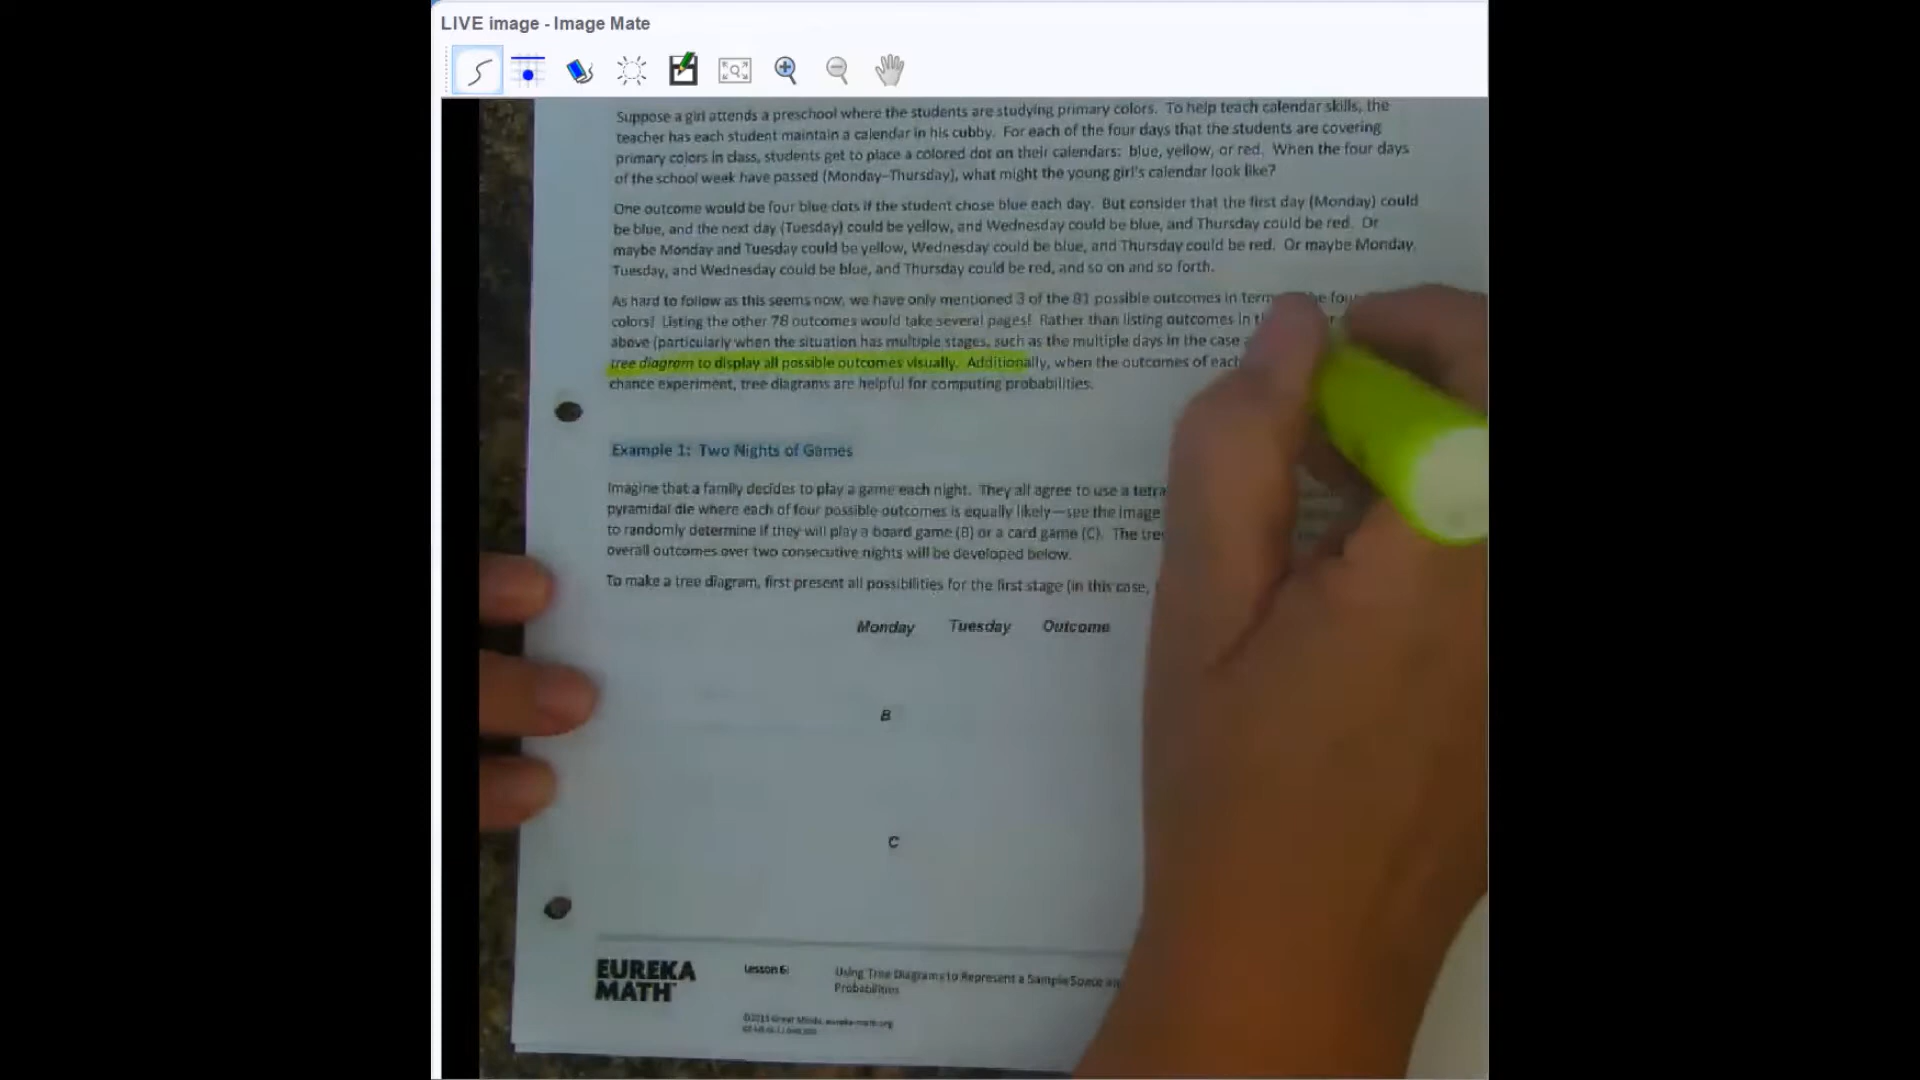 LIVE image - Image Mate
Suppose a girl attends a preschool where the students are studying primary colors. To help teach calendar skills, the
teacher has each student maintain a calendar in his cubby. For each of the four days that the students are covering
primary colors in class, students get to place a colored dot on their calendars: blue, yellow, or red. When the four days
of the school week have passed (Monday–Thursday), what might the young girl's calendar look like?
One outcome would be four blue dots if the student chose blue each day. But consider that the first day (Monday) could
be blue, and the next day (Tuesday) could be yellow, and Wednesday could be blue, and Thursday could be red. Or
maybe Monday and Tuesday could be yellow, Wednesday could be blue, and Thursday could be red. Or maybe Monday,
Tuesday, and Wednesday could be blue, and Thursday could be red, and so on and so forth.
As hard to follow as this seems now, we have only mentioned 3 of the 81 possible outcomes in
colors! Listing the other 78 outcomes would take several pages! Rather than listing outcomes in
above (particularly when the situation has multiple stages, such as the multiple days in the case
tree diagram to display all possible outcomes visually. Additionally, when the outcomes of each
chance experiment, tree diagrams are helpful for computing probabilities.
Example 1: Two Nights of Games
Imagine that a family decides to play a game each night. They all agree to use a tetra
pyramidal die where each of four possible outcomes is equally likely—see the image
to randomly determine if they will play a board game (B) or a card game (C). The tree
overall outcomes over two consecutive nights will be developed below.
To make a tree diagram, first present all possibilities for the first stage (in this case,
Monday Tuesday Outcome
B
C
EUREKA
MATH
Lesson 6: Using Tree Diagrams to Represent a Sample Space
Probabilities
©2015 Great Minds. eureka-math.org